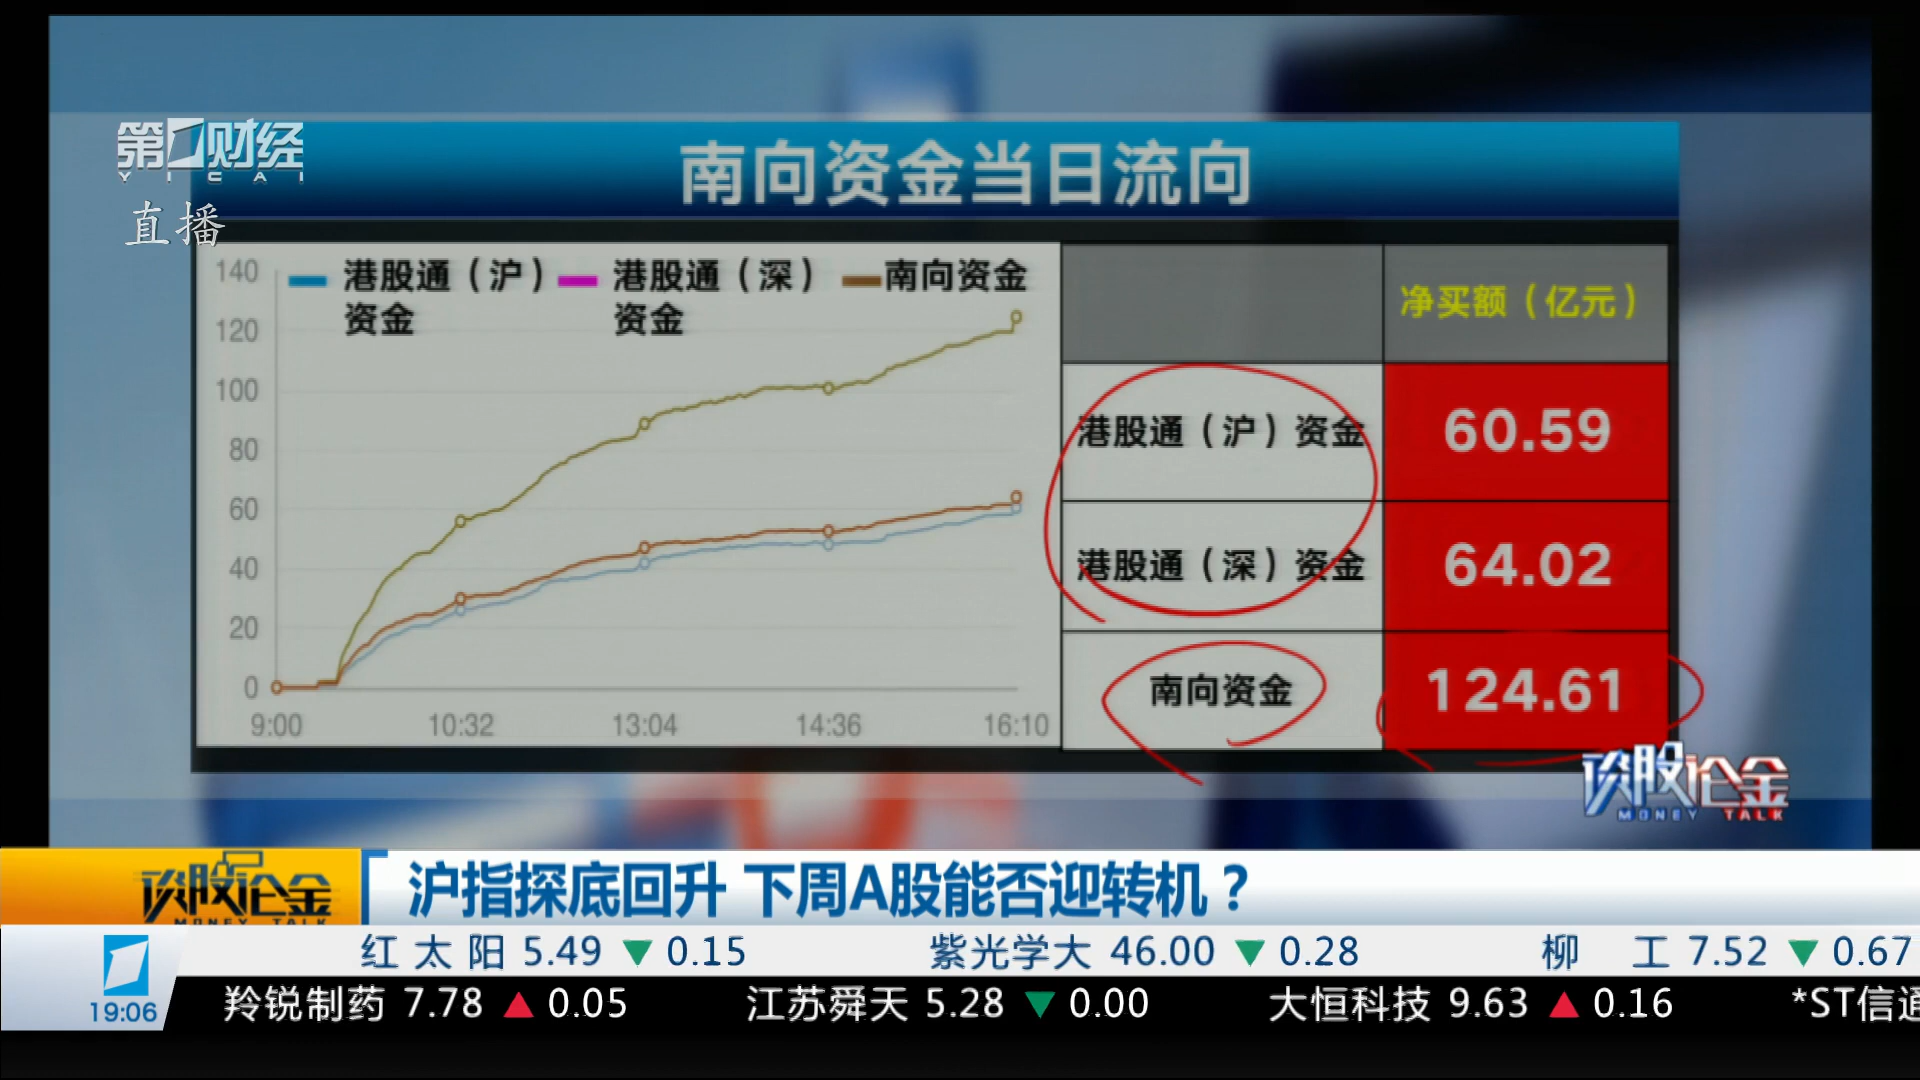 第1财经
YICAI
直播
南向资金当日流向
港股通（沪）资金
港股通（深）资金
南向资金
140
120
100
80
60
40
20
0
9:00 10:32 13:04 14:36 16:10
净买额（亿元）
港股通（沪）资金 60.59
港股通（深）资金 64.02
南向资金 124.61
谈股论金
MONEY TALK
谈股论金
MONEY TALK
沪指探底回升 下周A股能否迎转机？
红太阳 5.49 ▼ 0.15 紫光学大 46.00 ▼ 0.28 柳 工 7.52 ▼ 0.67
19:06
羚锐制药 7.78 ▲ 0.05 江苏舜天 5.28 ▼ 0.00 大恒科技 9.63 ▲ 0.16 *ST信通